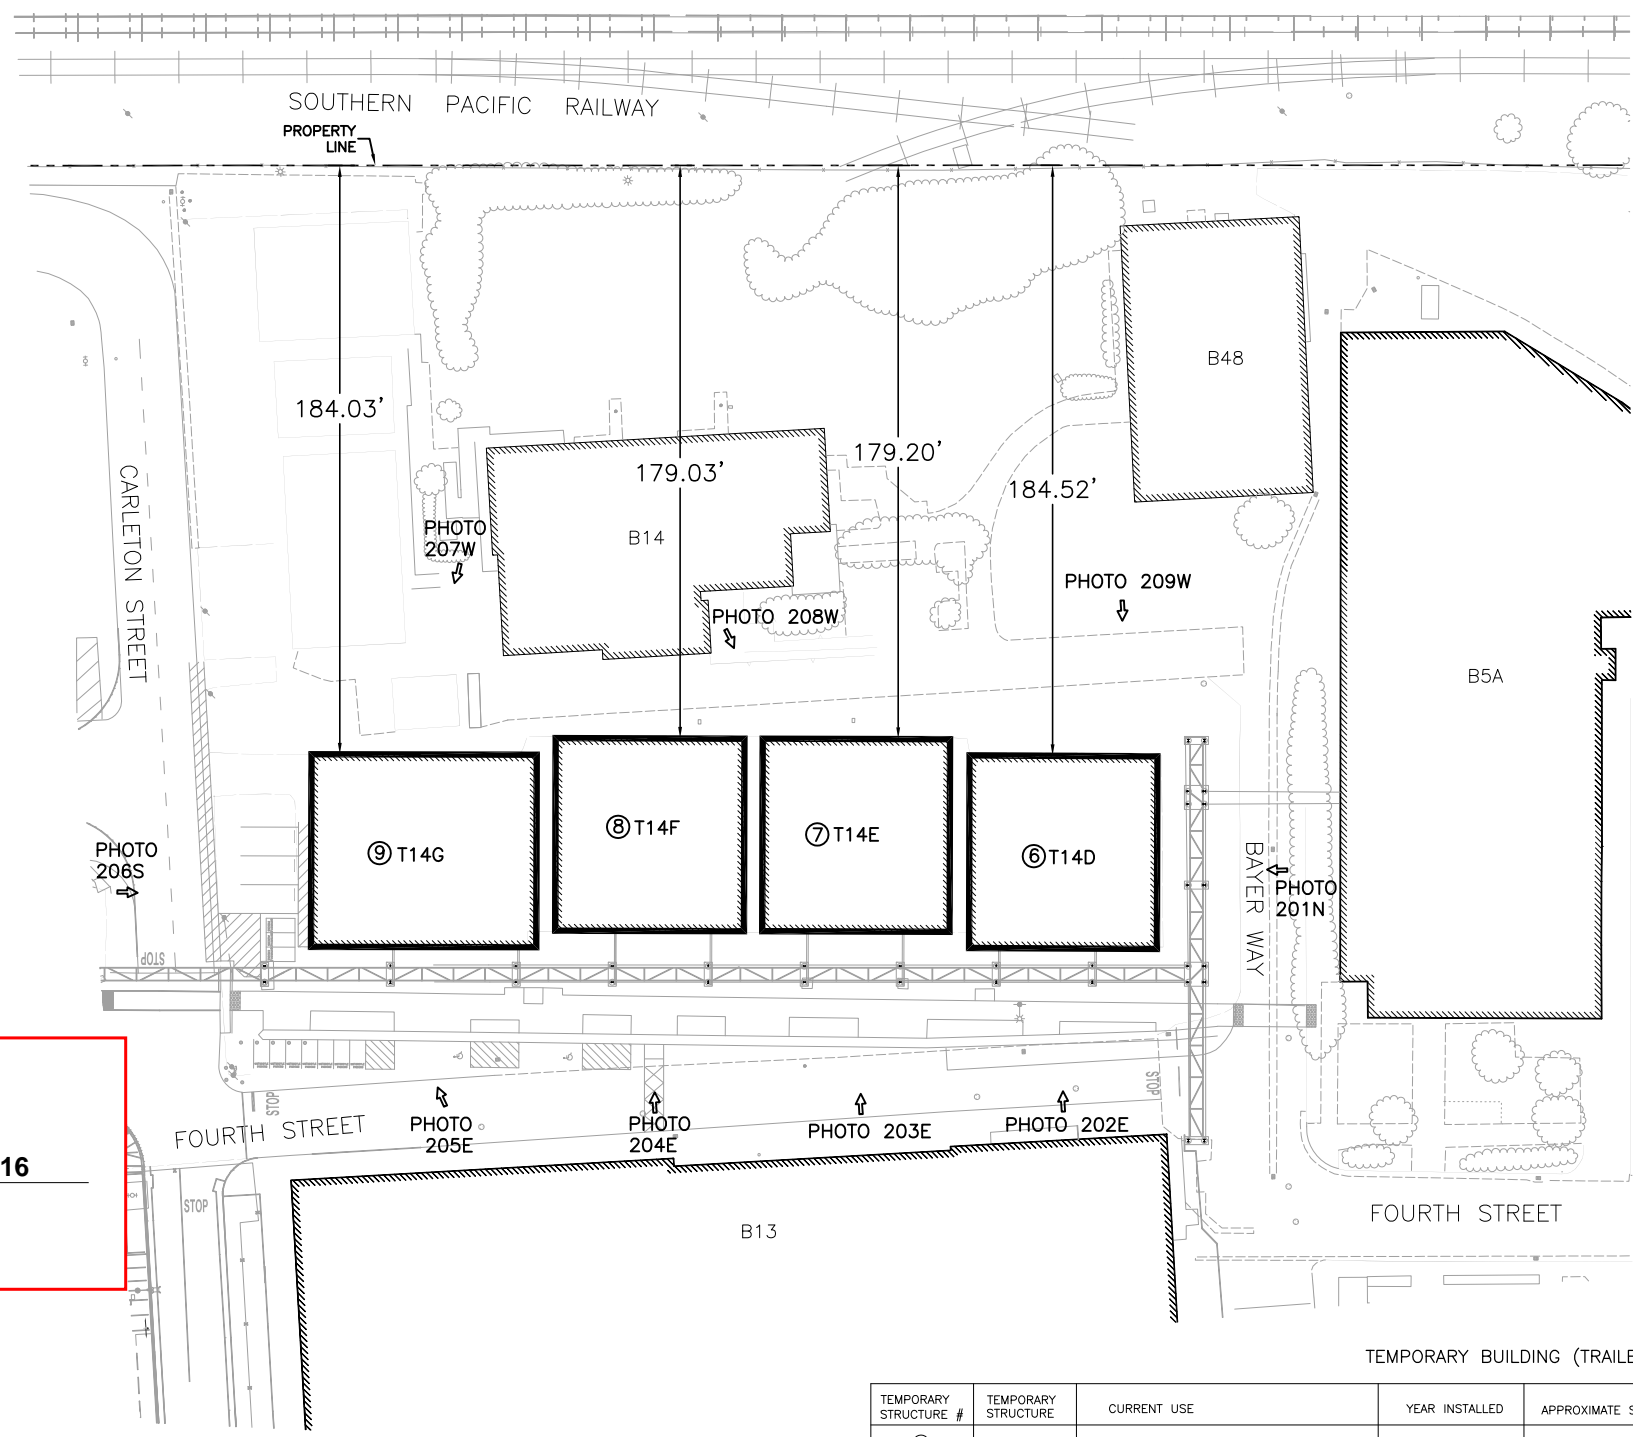 SOUTHERN PACIFIC RAILWAY
PROPERTY
LINE
B48
184.03'
179.20'
179.03'
184.52'
CARLETON STREET
PHOTO
207W
B14
PHOTO 209W
PHOTO 208W
B5A
⑨ T14G
⑧ T14F
⑦ T14E
⑥ T14D
PHOTO
206S
BAYER WAY
PHOTO
201N
STOP
STOP
STOP
FOURTH STREET
PHOTO
205E
PHOTO
204E
PHOTO 203E
PHOTO 202E
16
STOP
B13
FOURTH STREET
TEMPORARY BUILDING (TRAILE
TEMPORARY
STRUCTURE #
TEMPORARY
STRUCTURE
CURRENT USE
YEAR INSTALLED
APPROXIMATE S